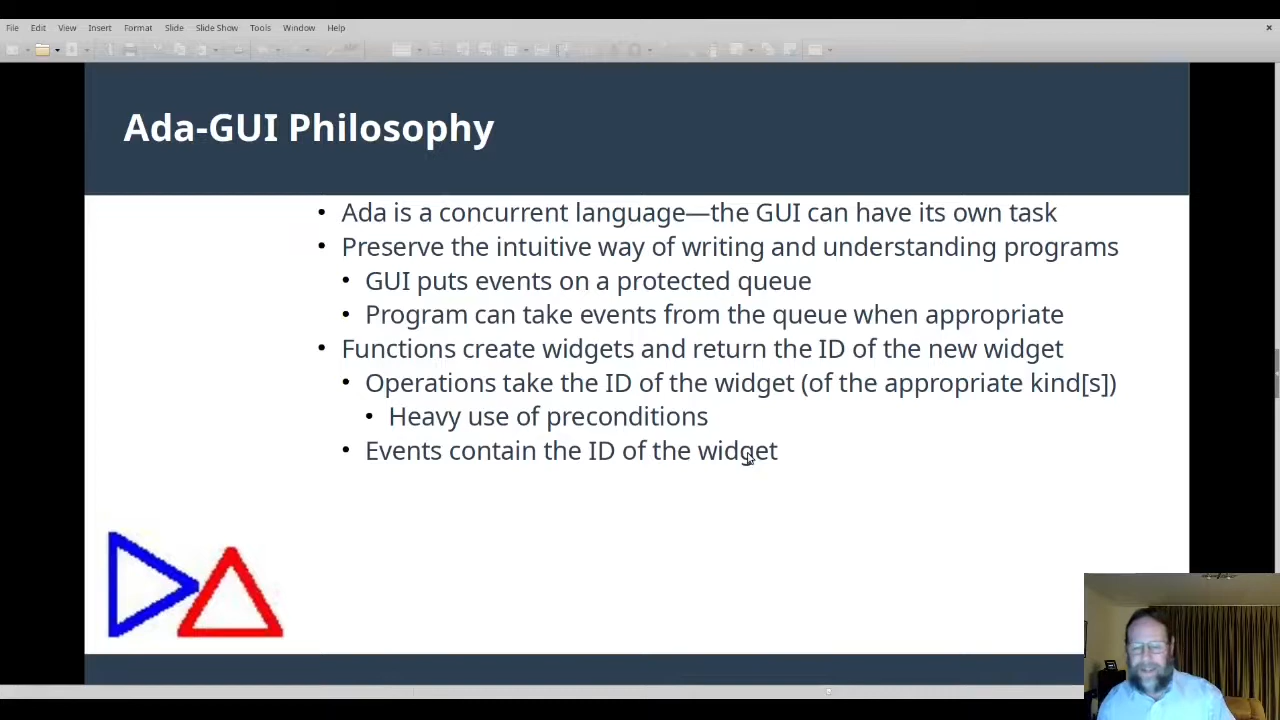 File Edit View Insert Format Slide Slide Show Tools Window Help
Ada-GUI Philosophy
• Ada is a concurrent language—the GUI can have its own task
• Preserve the intuitive way of writing and understanding programs
• GUI puts events on a protected queue
• Program can take events from the queue when appropriate
• Functions create widgets and return the ID of the new widget
• Operations take the ID of the widget (of the appropriate kind[s])
• Heavy use of preconditions
• Events contain the ID of the widget